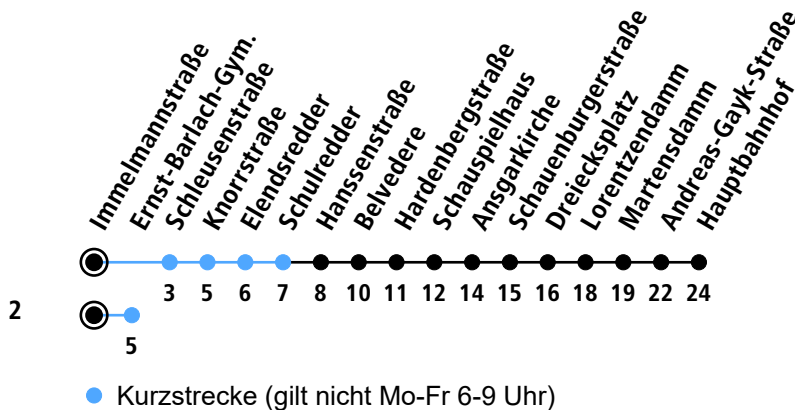 Immelmannstraße
Ernst-Barlach-Gym.
Schleusenstraße
Knorrstraße
Elendsredder
Schulredder
Hanssenstraße
Belvedere
Hardenbergstraße
Schauspielhaus
Ansgarkirche
Schauenburgerstraße
Dreiecksplatz
Lorentzendamm
Martensdamm
Andreas-Gayk-Straße
Hauptbahnhof
3 5 6 7 8 10 11 12 14 15 16 18 19 22 24
2
5
Kurzstrecke (gilt nicht Mo-Fr 6-9 Uhr)